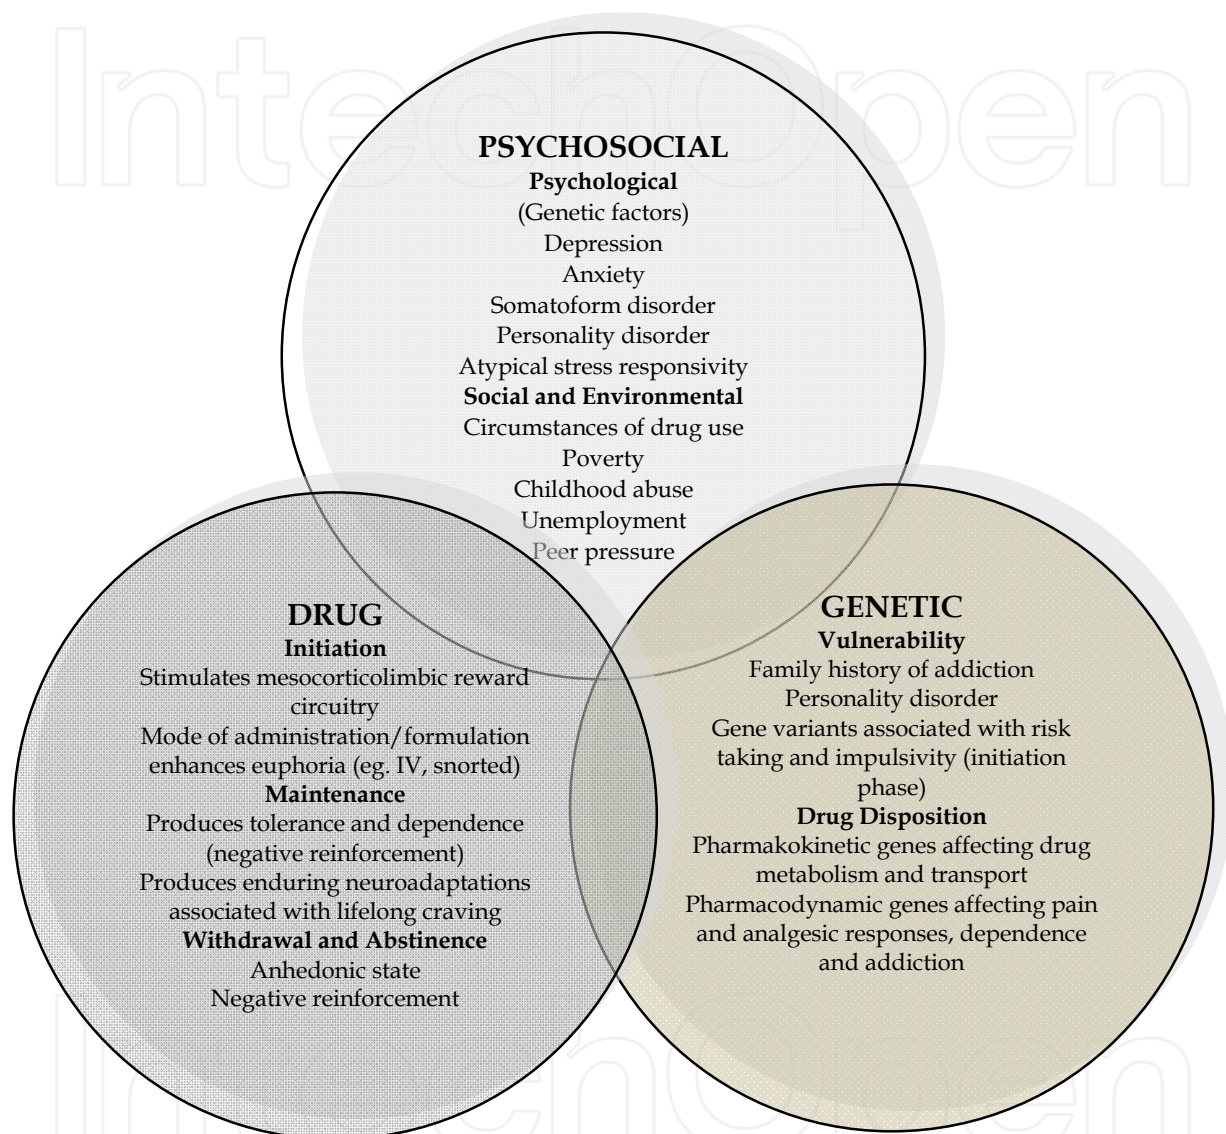 IntechOpen
PSYCHOSOCIAL
Psychological
(Genetic factors)
Depression
Anxiety
Somatoform disorder
Personality disorder
Atypical stress responsivity
Social and Environmental
Circumstances of drug use
Poverty
Childhood abuse
Unemployment
Peer pressure
DRUG
Initiation
Stimulates mesocorticolimbic reward
circuitry
Mode of administration/formulation
enhances euphoria (eg. IV, snorted)
Maintenance
Produces tolerance and dependence
(negative reinforcement)
Produces enduring neuroadaptations
associated with lifelong craving
Withdrawal and Abstinence
Anhedonic state
Negative reinforcement
GENETIC
Vulnerability
Family history of addiction
Personality disorder
Gene variants associated with risk
taking and impulsivity (initiation
phase)
Drug Disposition
Pharmakokinetic genes affecting drug
metabolism and transport
Pharmacodynamic genes affecting pain
and analgesic responses, dependence
and addiction
IntechOpen